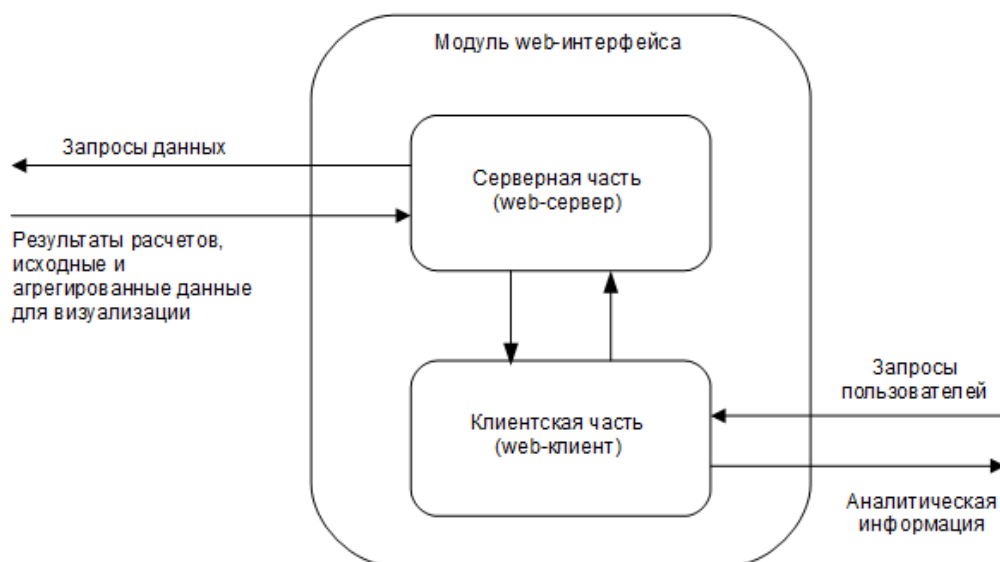 Модуль web-интерфейса
Запросы данных
Серверная часть
(web-сервер)
Результаты расчетов,
исходные и
агрегированные данные
для визуализации
Запросы
пользователей
Клиентская часть
(web-клиент)
Аналитическая
информация